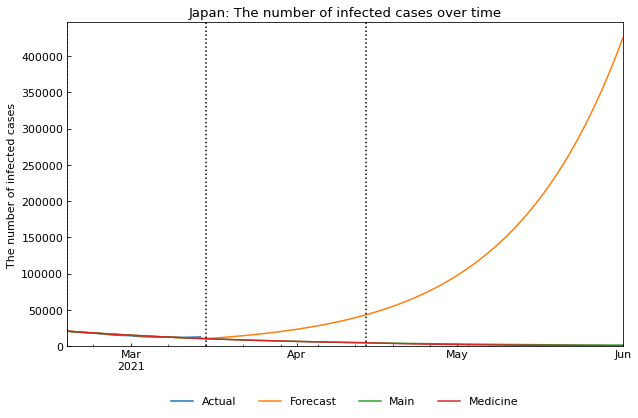 Japan: The number of infected cases over time
The number of infected cases
400000
350000
300000
250000
200000
150000
100000
50000
0
Mar
2021
Apr
May
Jun
Actual
Forecast
Main
Medicine